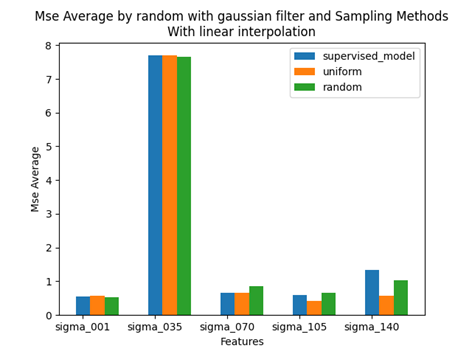 Mse Average by random with gaussian filter and Sampling Methods
With linear interpolation
8
7
6
5
4
3
2
1
0
Mse Average
supervised_model
uniform
random
sigma_001 sigma_035 sigma_070 sigma_105 sigma_140
Features